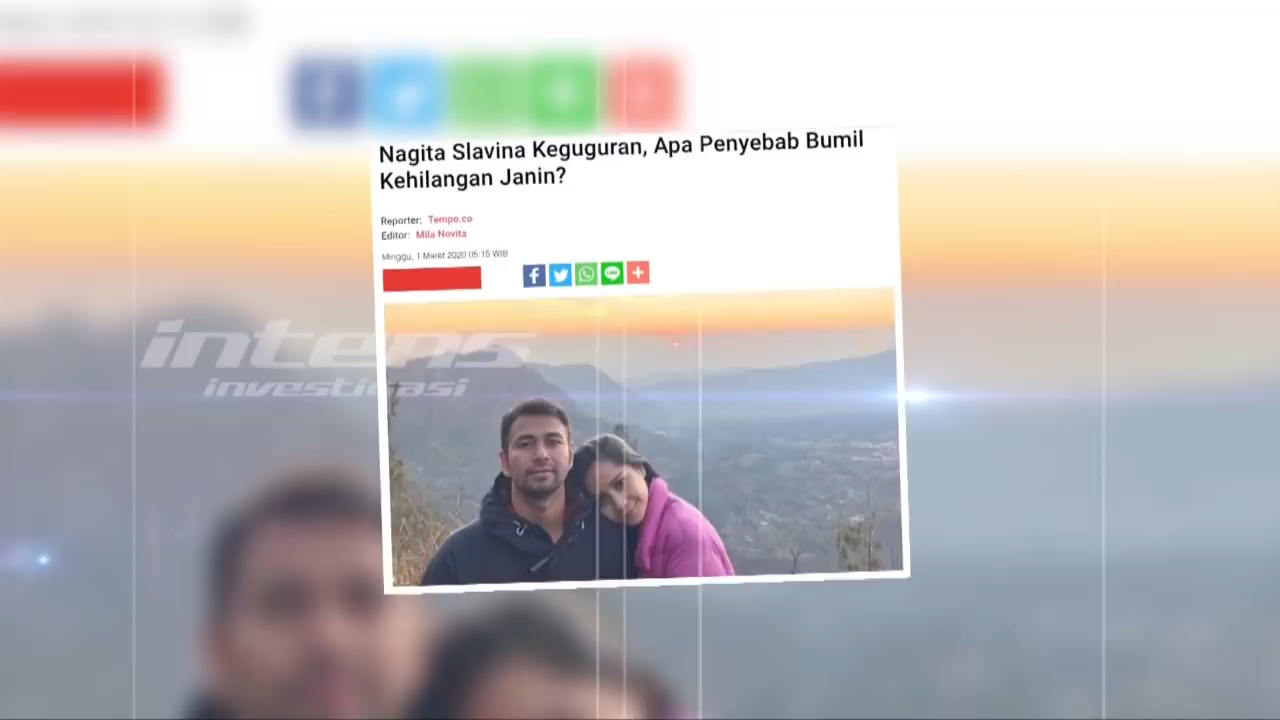 Nagita Slavina Keguguran, Apa Penyebab Bumil
Kehilangan Janin?
Reporter: Tempo.co
Editor: Mila Novita
Minggu, 1 Maret 2020 05:15 WIB
intens
investigasi